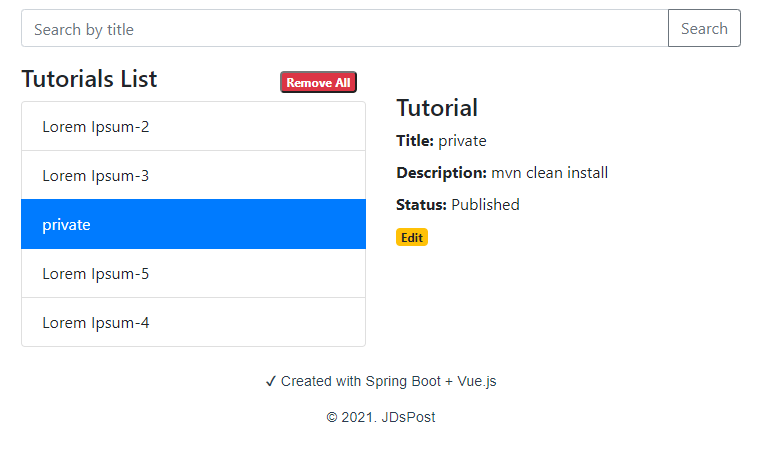 Search by title
Search
Tutorials List
Remove All
Lorem Ipsum-2
Lorem Ipsum-3
private
Lorem Ipsum-5
Lorem Ipsum-4
Tutorial
Title: private
Description: mvn clean install
Status: Published
Edit
✓ Created with Spring Boot + Vue.js
© 2021. JDsPost